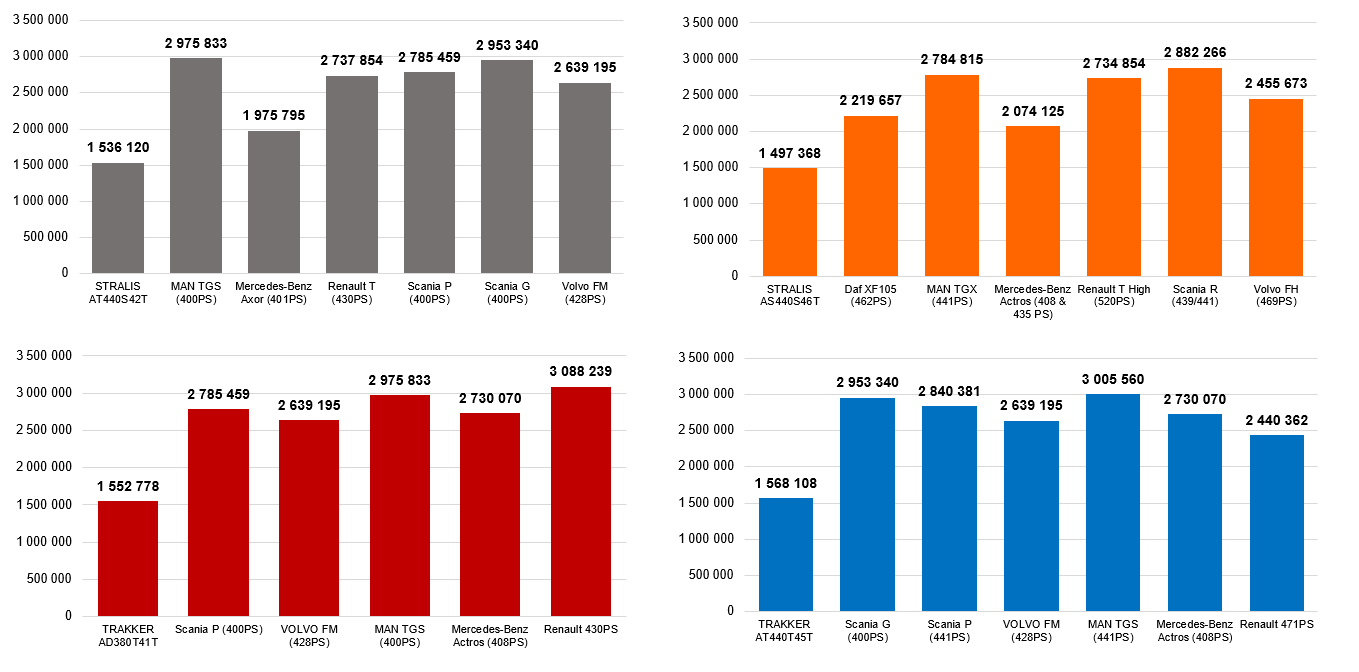 3 500 000
3 000 000
2 500 000
2 000 000
1 500 000
1 000 000
500 000
0
1 536 120
2 975 833
1 975 795
2 737 854
2 785 459
2 953 340
2 639 195
STRALIS
AT440S42T
MAN TGS
(400PS)
Mercedes-Benz
Axor (401PS)
Renault T
(430PS)
Scania P
(400PS)
Scania G
(400PS)
Volvo FM
(428PS)
3 500 000
3 000 000
2 500 000
2 000 000
1 500 000
1 000 000
500 000
0
1 497 368
2 219 657
2 784 815
2 074 125
2 734 854
2 882 266
2 455 673
STRALIS
AS440S46T
Daf XF105
(462PS)
MAN TGX
(441PS)
Mercedes-Benz
Actros (408 &
435 PS)
Renault T High
(520PS)
Scania R
(439/441)
Volvo FH
(469PS)
3 500 000
3 000 000
2 500 000
2 000 000
1 500 000
1 000 000
500 000
0
1 552 778
2 785 459
2 639 195
2 975 833
2 730 070
3 088 239
TRAKKER
AD380T41T
Scania P (400PS)
VOLVO FM
(428PS)
MAN TGS
(400PS)
Mercedes-Benz
Actros (408PS)
Renault 430PS
3 500 000
3 000 000
2 500 000
2 000 000
1 500 000
1 000 000
500 000
0
1 568 108
2 953 340
2 840 381
2 639 195
3 005 560
2 730 070
2 440 362
TRAKKER
AT440T45T
Scania G
(400PS)
Scania P
(441PS)
VOLVO FM
(428PS)
MAN TGS
(441PS)
Mercedes-Benz
Actros (408PS)
Renault 471PS